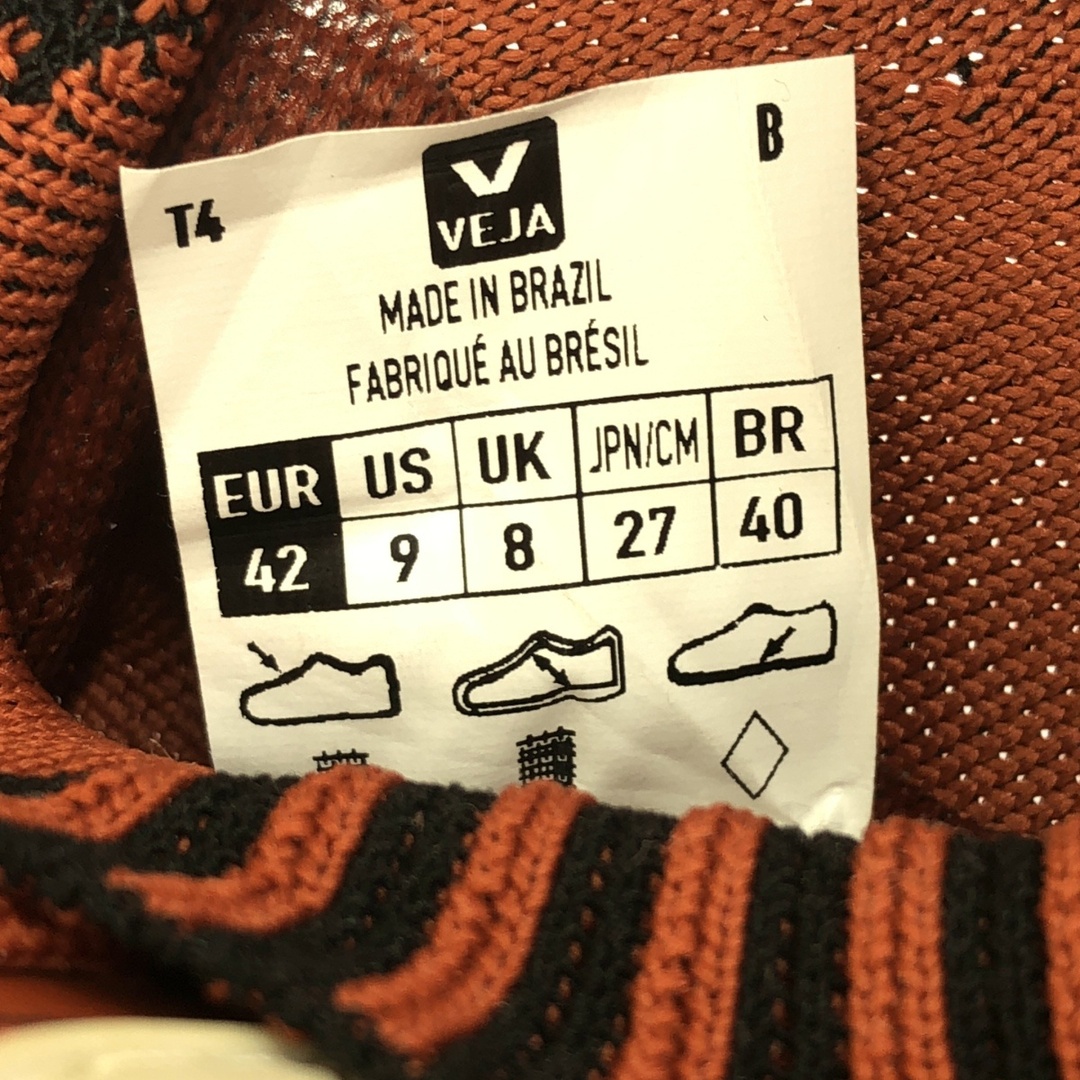 T4
B
V
VEJA
MADE IN BRAZIL
FABRIQUÉ AU BRÉSIL
EUR US UK JPN/CM BR
42 9 8 27 40